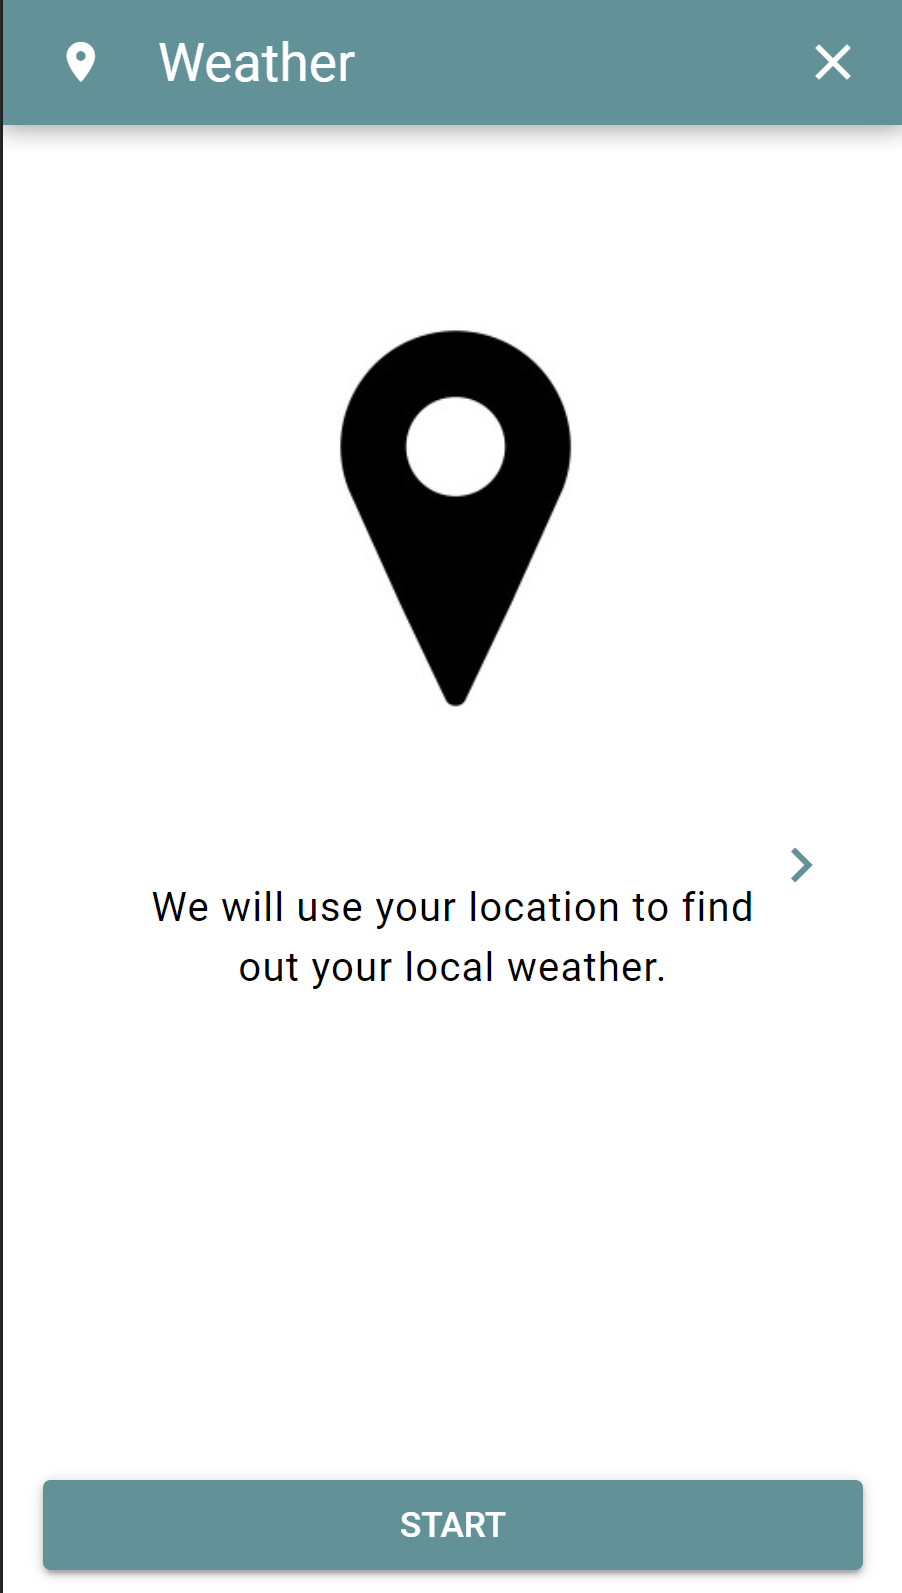 Weather
We will use your location to find
out your local weather.
START